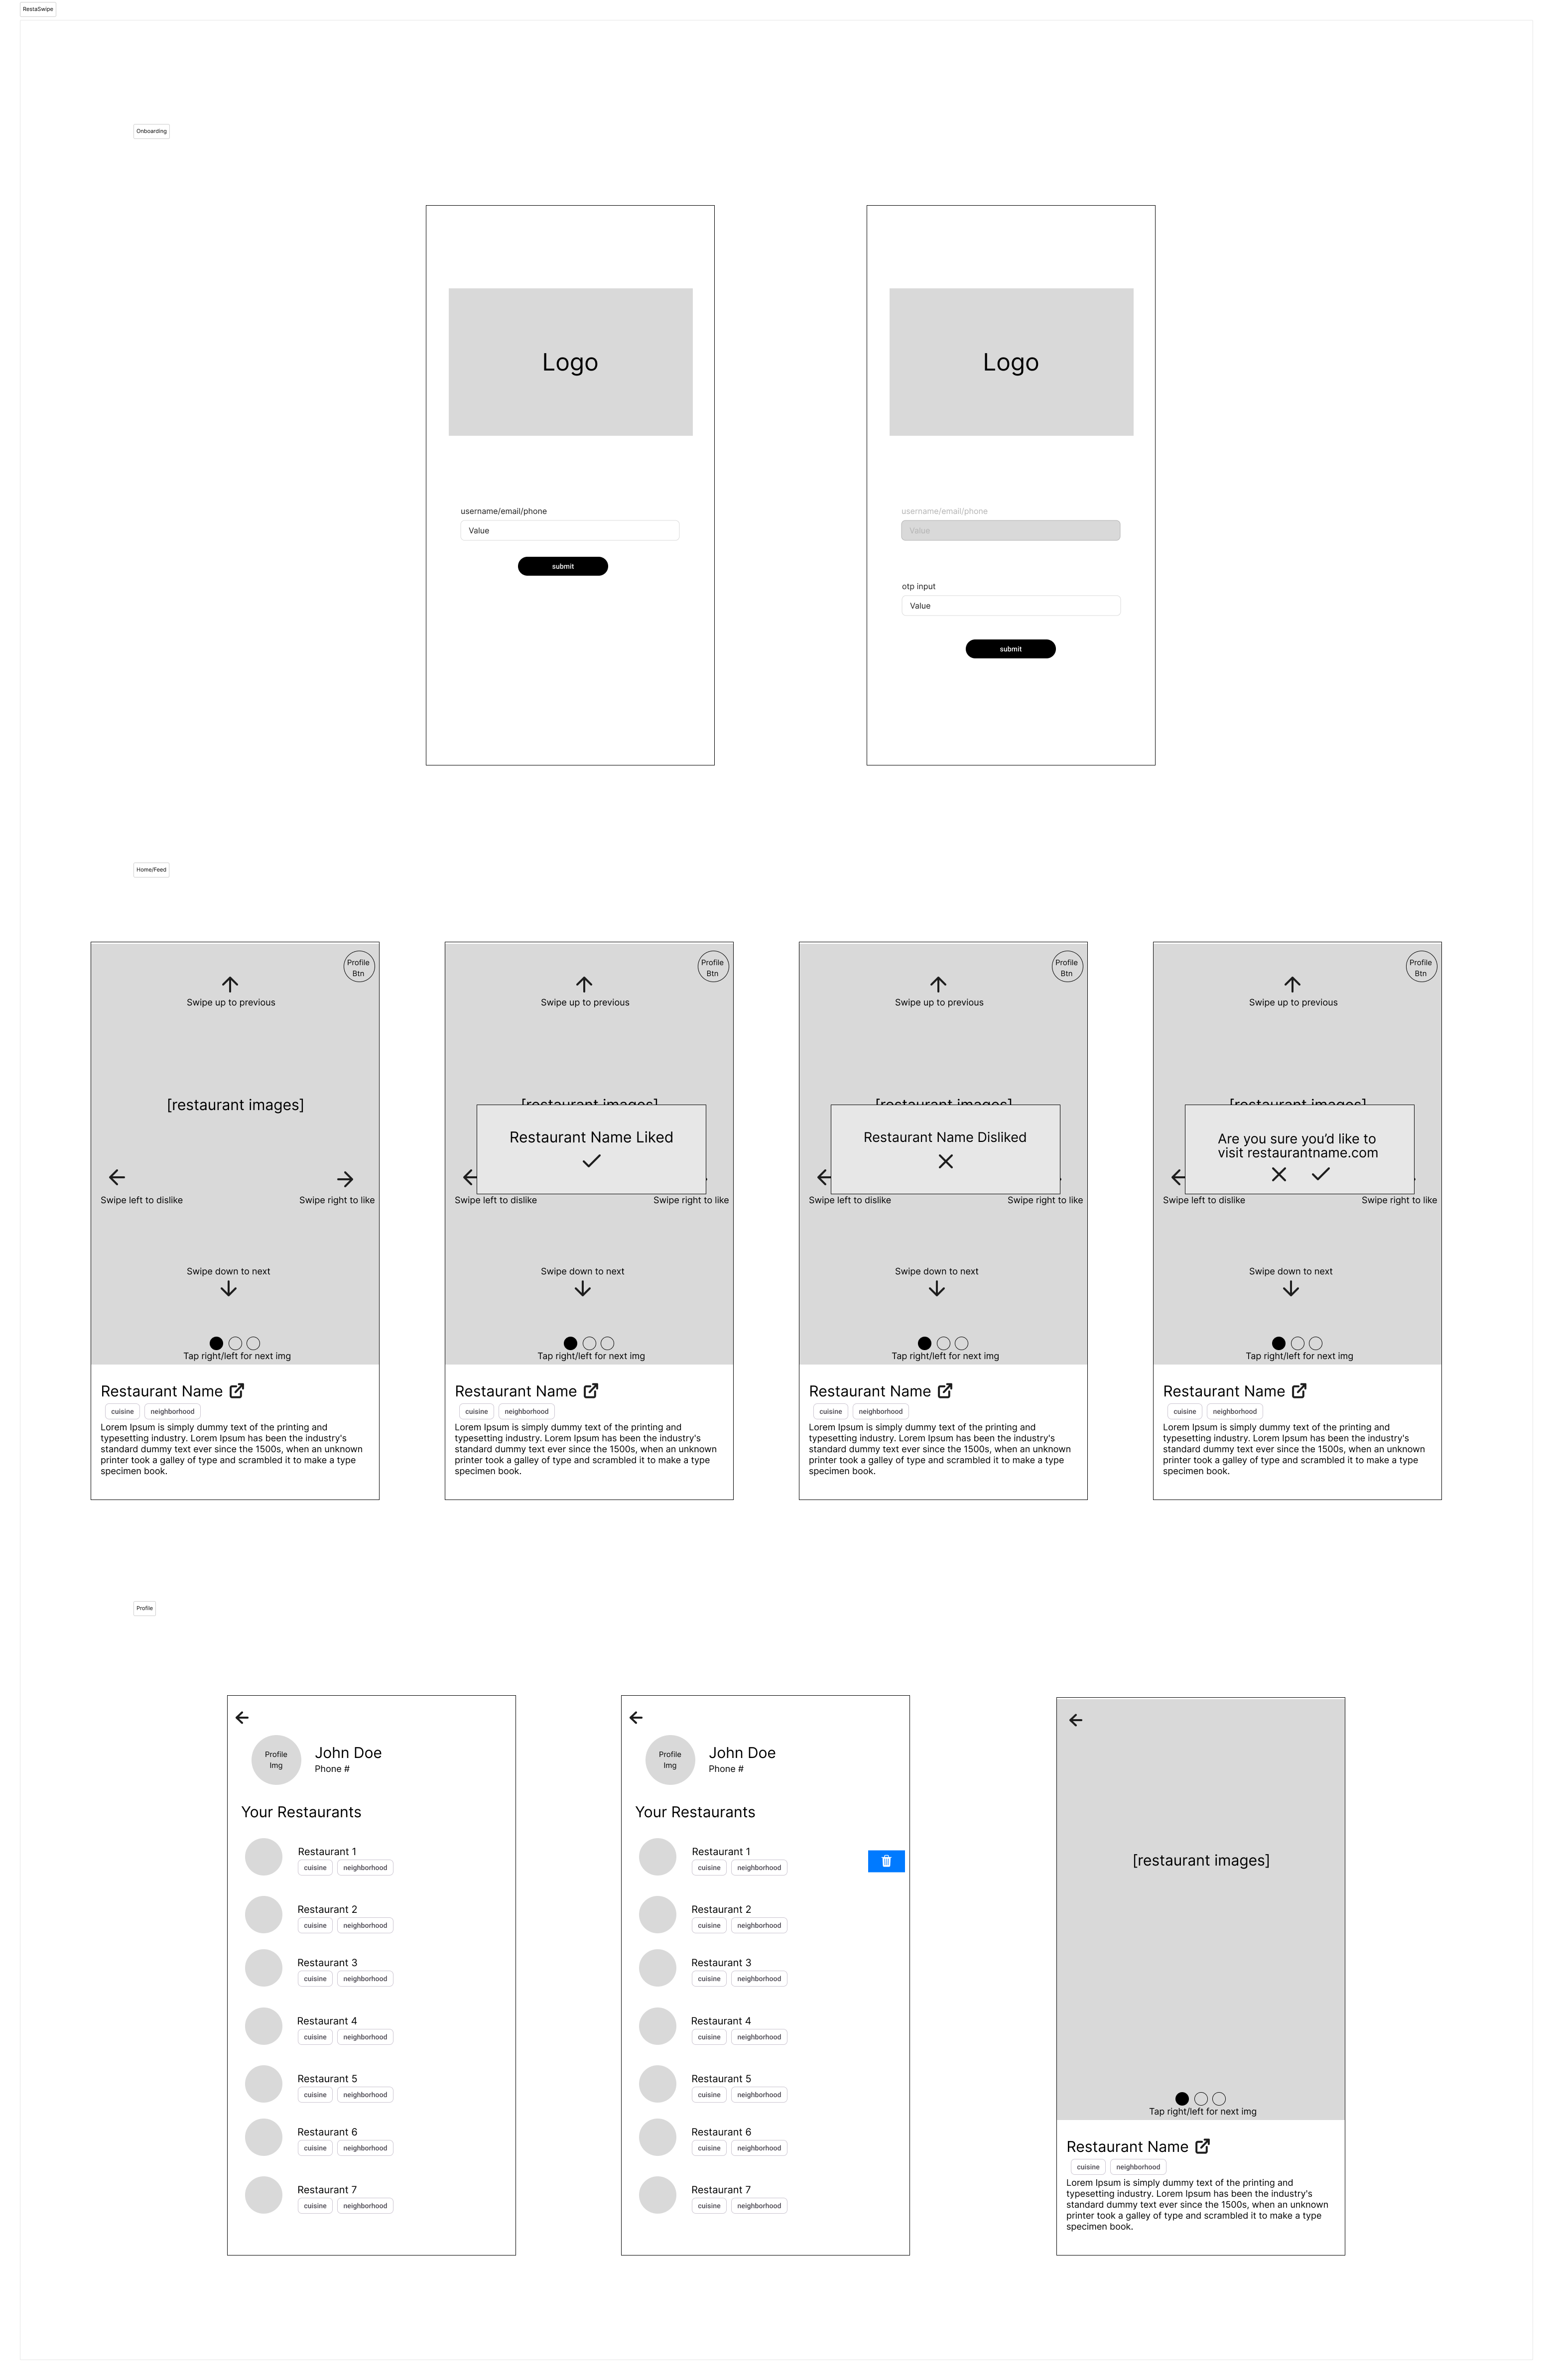 RestaSwipe
Onboarding
Logo
username/email/phone
Value
submit
Logo
username/email/phone
Value
otp input
Value
submit
Home/Feed
Profile
Btn
Swipe up to previous
[restaurant images]
Swipe left to dislike
Swipe right to like
Swipe down to next
Tap right/left for next img
Restaurant Name
cuisine neighborhood
Lorem Ipsum is simply dummy text of the printing and
typesetting industry. Lorem Ipsum has been the industry's
standard dummy text ever since the 1500s, when an unknown
printer took a galley of type and scrambled it to make a type
specimen book.
Profile
Btn
Swipe up to previous
[restaurant images]
Restaurant Name Liked
Swipe left to dislike
Swipe right to like
Swipe down to next
Tap right/left for next img
Restaurant Name
cuisine neighborhood
Lorem Ipsum is simply dummy text of the printing and
typesetting industry. Lorem Ipsum has been the industry's
standard dummy text ever since the 1500s, when an unknown
printer took a galley of type and scrambled it to make a type
specimen book.
Profile
Btn
Swipe up to previous
[restaurant images]
Restaurant Name Disliked
Swipe left to dislike
Swipe right to like
Swipe down to next
Tap right/left for next img
Restaurant Name
cuisine neighborhood
Lorem Ipsum is simply dummy text of the printing and
typesetting industry. Lorem Ipsum has been the industry's
standard dummy text ever since the 1500s, when an unknown
printer took a galley of type and scrambled it to make a type
specimen book.
Profile
Btn
Swipe up to previous
[restaurant images]
Are you sure you’d like to
visit restaurantname.com
Swipe left to dislike
Swipe right to like
Swipe down to next
Tap right/left for next img
Restaurant Name
cuisine neighborhood
Lorem Ipsum is simply dummy text of the printing and
typesetting industry. Lorem Ipsum has been the industry's
standard dummy text ever since the 1500s, when an unknown
printer took a galley of type and scrambled it to make a type
specimen book.
Profile
Profile
Img
John Doe
Phone #
Your Restaurants
Restaurant 1
cuisine neighborhood
Restaurant 2
cuisine neighborhood
Restaurant 3
cuisine neighborhood
Restaurant 4
cuisine neighborhood
Restaurant 5
cuisine neighborhood
Restaurant 6
cuisine neighborhood
Restaurant 7
cuisine neighborhood
Profile
Img
John Doe
Phone #
Your Restaurants
Restaurant 1
cuisine neighborhood
Restaurant 2
cuisine neighborhood
Restaurant 3
cuisine neighborhood
Restaurant 4
cuisine neighborhood
Restaurant 5
cuisine neighborhood
Restaurant 6
cuisine neighborhood
Restaurant 7
cuisine neighborhood
[restaurant images]
Tap right/left for next img
Restaurant Name
cuisine neighborhood
Lorem Ipsum is simply dummy text of the printing and
typesetting industry. Lorem Ipsum has been the industry's
standard dummy text ever since the 1500s, when an unknown
printer took a galley of type and scrambled it to make a type
specimen book.